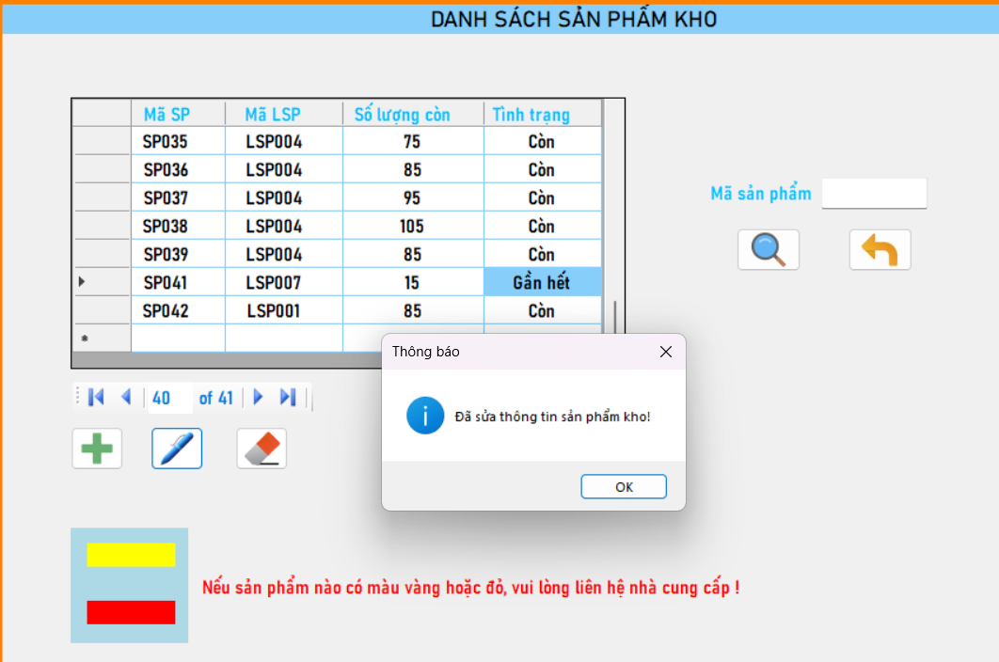 DANH SÁCH SẢN PHẨM KHO
Mã SP Mã LSP Số lượng còn Tình trạng
SP035 LSP004 75 Còn
SP036 LSP004 85 Còn
SP037 LSP004 95 Còn
SP038 LSP004 105 Còn
SP039 LSP004 85 Còn
SP041 LSP007 15 Gần hết
SP042 LSP001 85 Còn
*
Mã sản phẩm
40 of 41
Thông báo
Đã sửa thông tin sản phẩm kho!
OK
Nếu sản phẩm nào có màu vàng hoặc đỏ, vui lòng liên hệ nhà cung cấp !